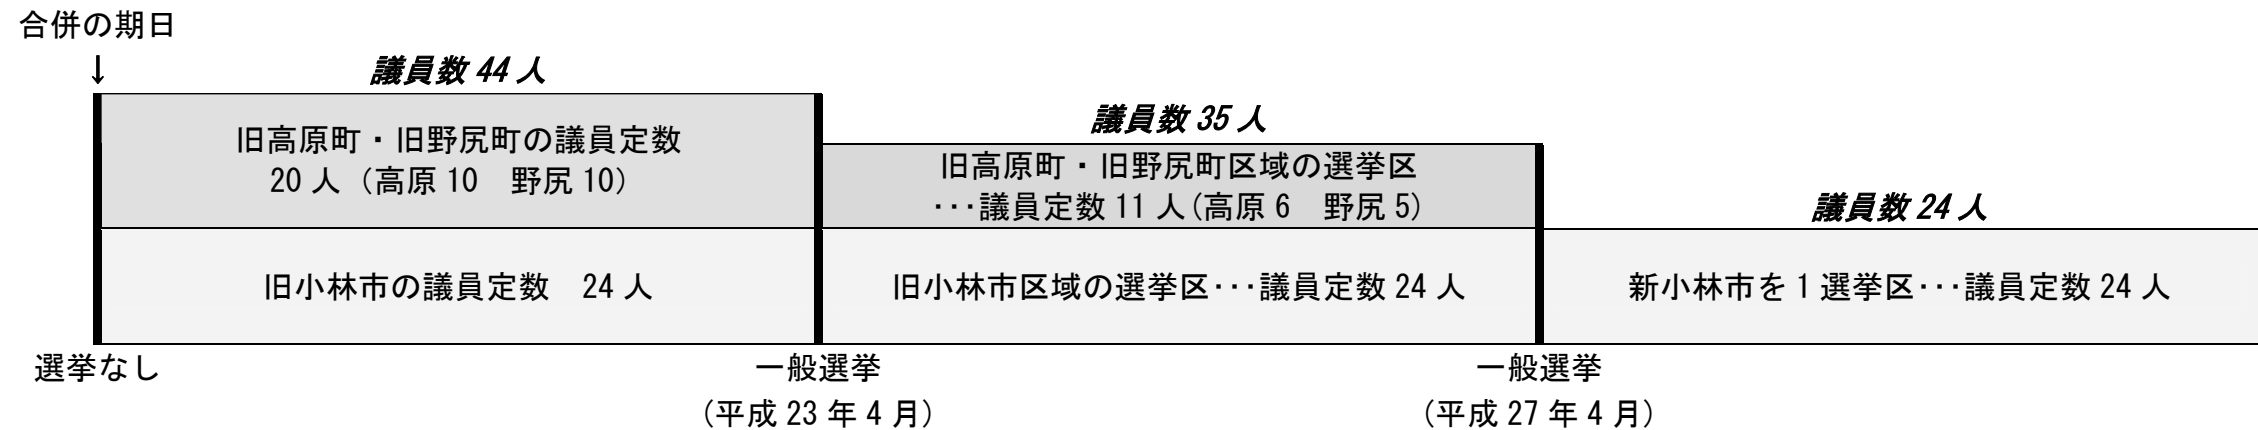 合併の期日
↓
議員数 44 人
旧高原町・旧野尻町の議員定数
20 人（高原 10　野尻 10）
旧小林市の議員定数　24 人
選挙なし
議員数 35 人
旧高原町・旧野尻町区域の選挙区
･･･議員定数 11 人(高原 6　野尻 5)
旧小林市区域の選挙区･･･議員定数 24 人
一般選挙
（平成 23 年 4 月）
議員数 24 人
新小林市を 1 選挙区･･･議員定数 24 人
一般選挙
（平成 27 年 4 月）